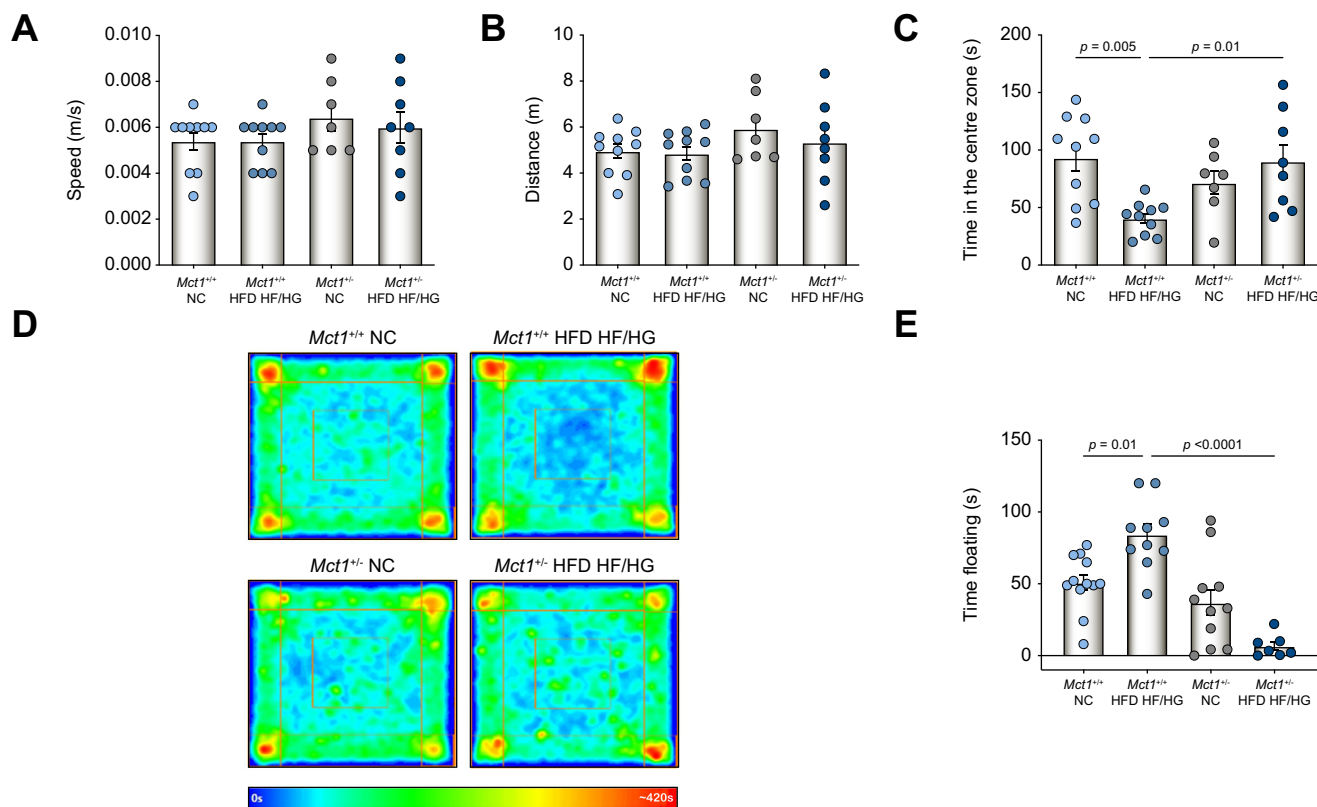 A
Speed (m/s)
0.010
0.008
0.006
0.004
0.002
0.000
Mct1+/+ NC
Mct1+/+ HFD HF/HG
Mct1+/- NC
Mct1+/- HFD HF/HG
B
Distance (m)
10
8
6
4
2
0
Mct1+/+ NC
Mct1+/+ HFD HF/HG
Mct1+/- NC
Mct1+/- HFD HF/HG
C
Time in the centre zone (s)
200
150
100
50
0
p = 0.005
p = 0.01
Mct1+/+ NC
Mct1+/+ HFD HF/HG
Mct1+/- NC
Mct1+/- HFD HF/HG
D
Mct1+/+ NC
Mct1+/+ HFD HF/HG
Mct1+/- NC
Mct1+/- HFD HF/HG
0s
~420s
E
Time floating (s)
150
100
50
0
p = 0.01
p <0.0001
Mct1+/+ NC
Mct1+/+ HFD HF/HG
Mct1+/- NC
Mct1+/- HFD HF/HG